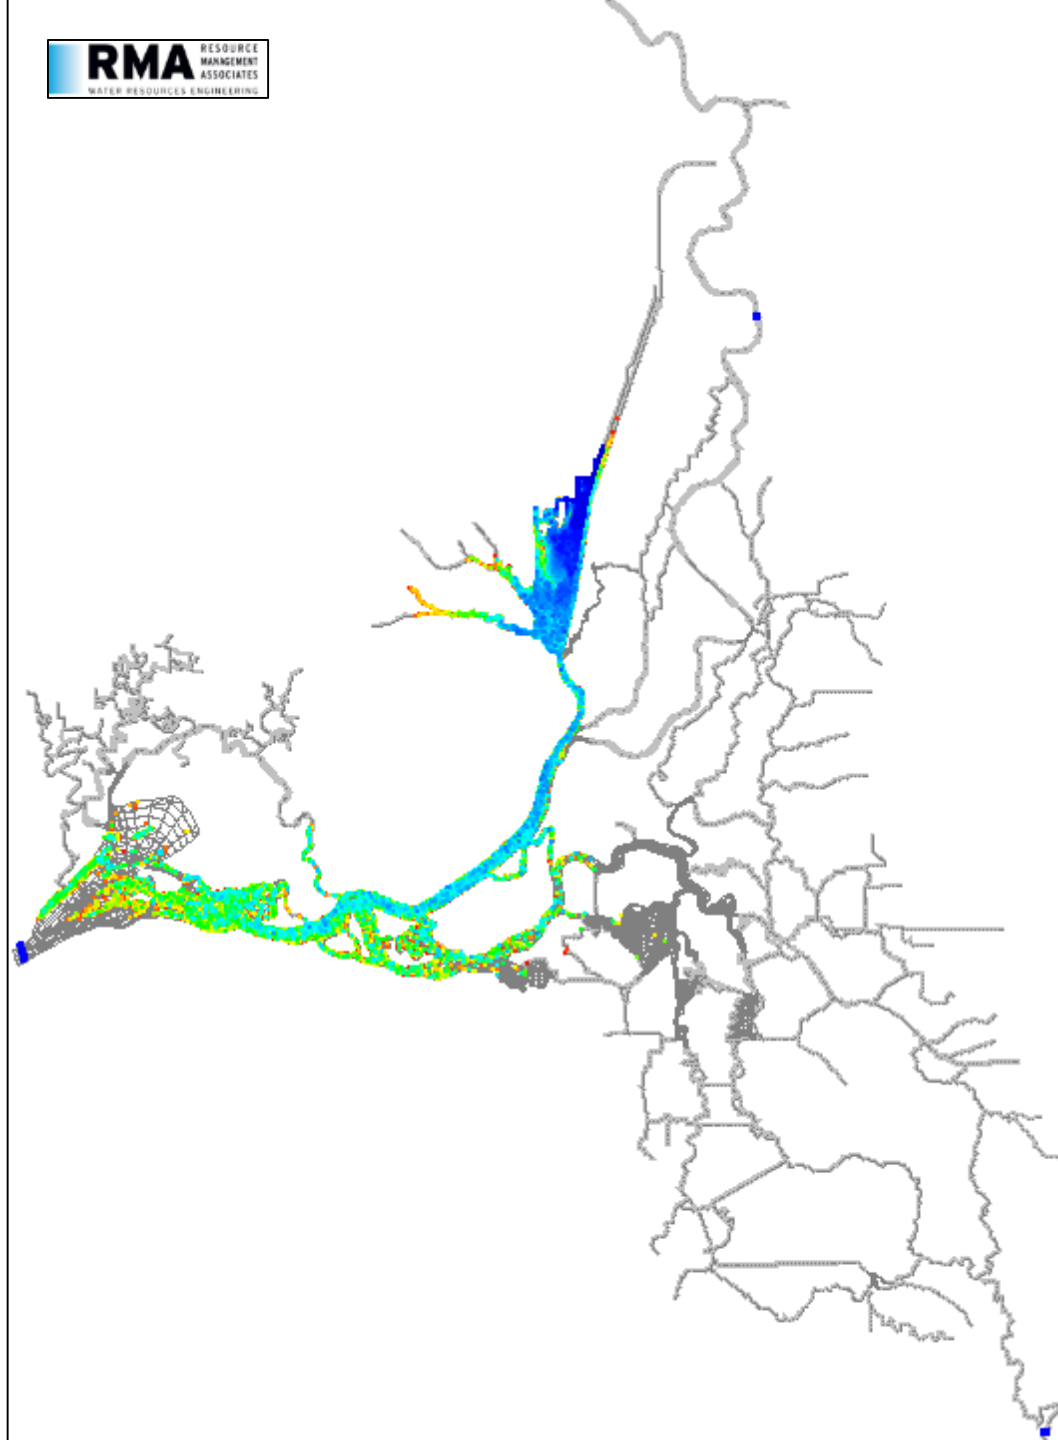 RMA
RESOURCE
MANAGEMENT
ASSOCIATES
WATER RESOURCES ENGINEERING